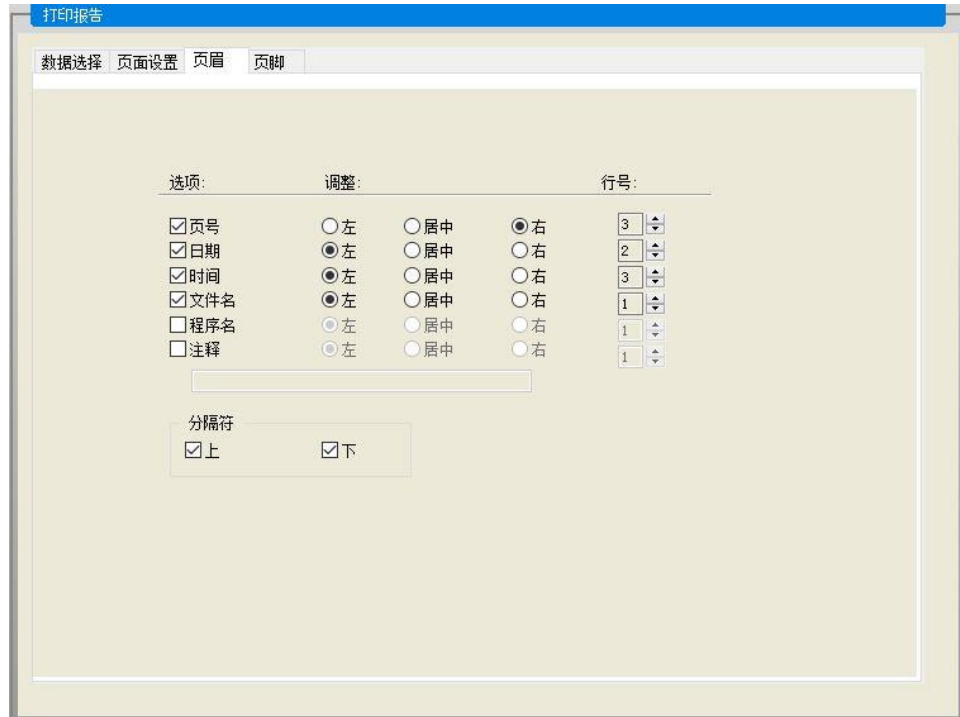 打印报告
数据选择 页面设置 页眉 页脚
选项: 调整: 行号:
页号 左 居中 右 3
日期 左 居中 右 2
时间 左 居中 右 3
文件名 左 居中 右 1
程序名 左 居中 右 1
注释 左 居中 右 1
分隔符
上 下